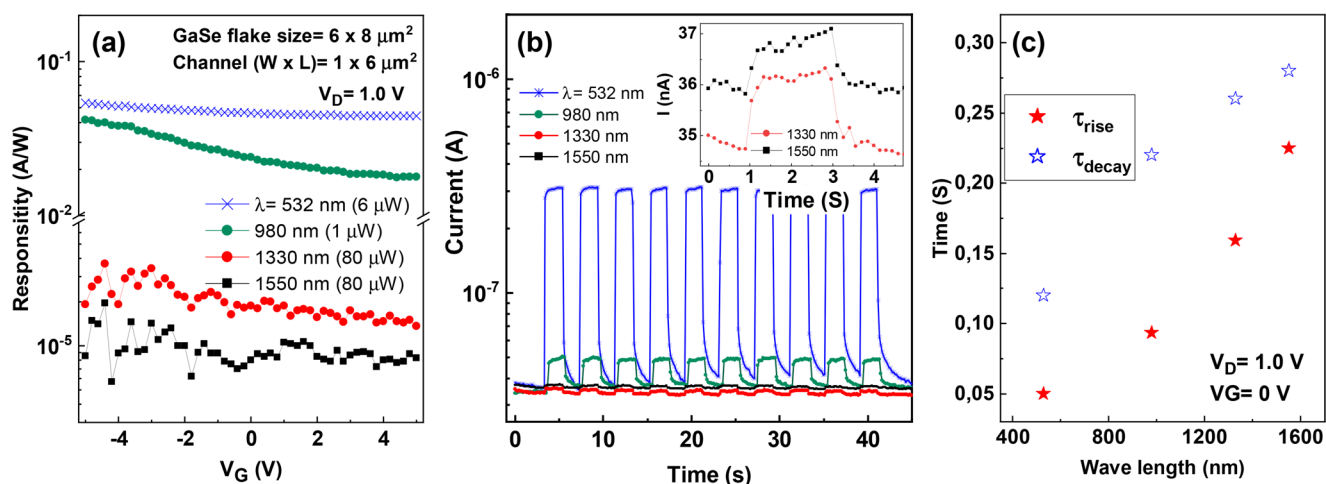 (a)
GaSe flake size= 6 x 8 μm²
Channel (W x L)= 1 x 6 μm²
V_D= 1.0 V
λ= 532 nm (6 μW)
980 nm (1 μW)
1330 nm (80 μW)
1550 nm (80 μW)
Responsitity (A/W)
10⁻¹
10⁻²
10⁻⁵
-4
-2
0
2
4
V_G (V)
(b)
λ= 532 nm
980 nm
1330 nm
1550 nm
Current (A)
10⁻⁶
10⁻⁷
0
10
20
30
40
Time (s)
I (nA)
37
36
35
1330 nm
1550 nm
0
1
2
3
4
Time (S)
(c)
τrise
τdecay
V_D= 1.0 V
VG= 0 V
Time (S)
0,30
0,25
0,20
0,15
0,10
0,05
400
800
1200
1600
Wave length (nm)